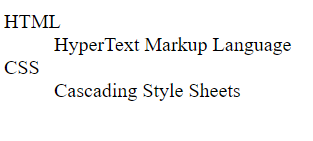 HTML
HyperText Markup Language
CSS
Cascading Style Sheets